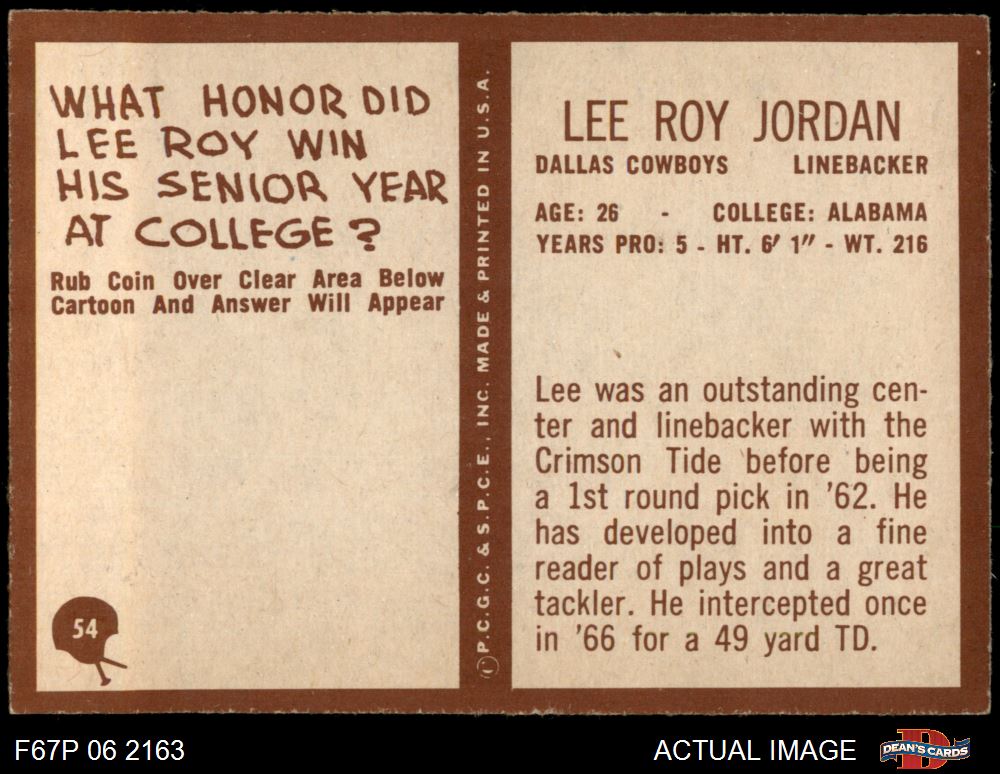 WHAT HONOR DID
LEE ROY WIN
HIS SENIOR YEAR
AT COLLEGE?
Rub Coin Over Clear Area Below
Cartoon And Answer Will Appear
54
P.C.G.C. & S.P.C.E., INC. MADE & PRINTED IN U.S.A.
LEE ROY JORDAN
DALLAS COWBOYS LINEBACKER
AGE: 26 - COLLEGE: ALABAMA
YEARS PRO: 5 - HT. 6' 1" - WT. 216
Lee was an outstanding cen-
ter and linebacker with the
Crimson Tide before being
a 1st round pick in '62. He
has developed into a fine
reader of plays and a great
tackler. He intercepted once
in '66 for a 49 yard TD.
F67P 06 2163
ACTUAL IMAGE
D
DEAN'S CARDS